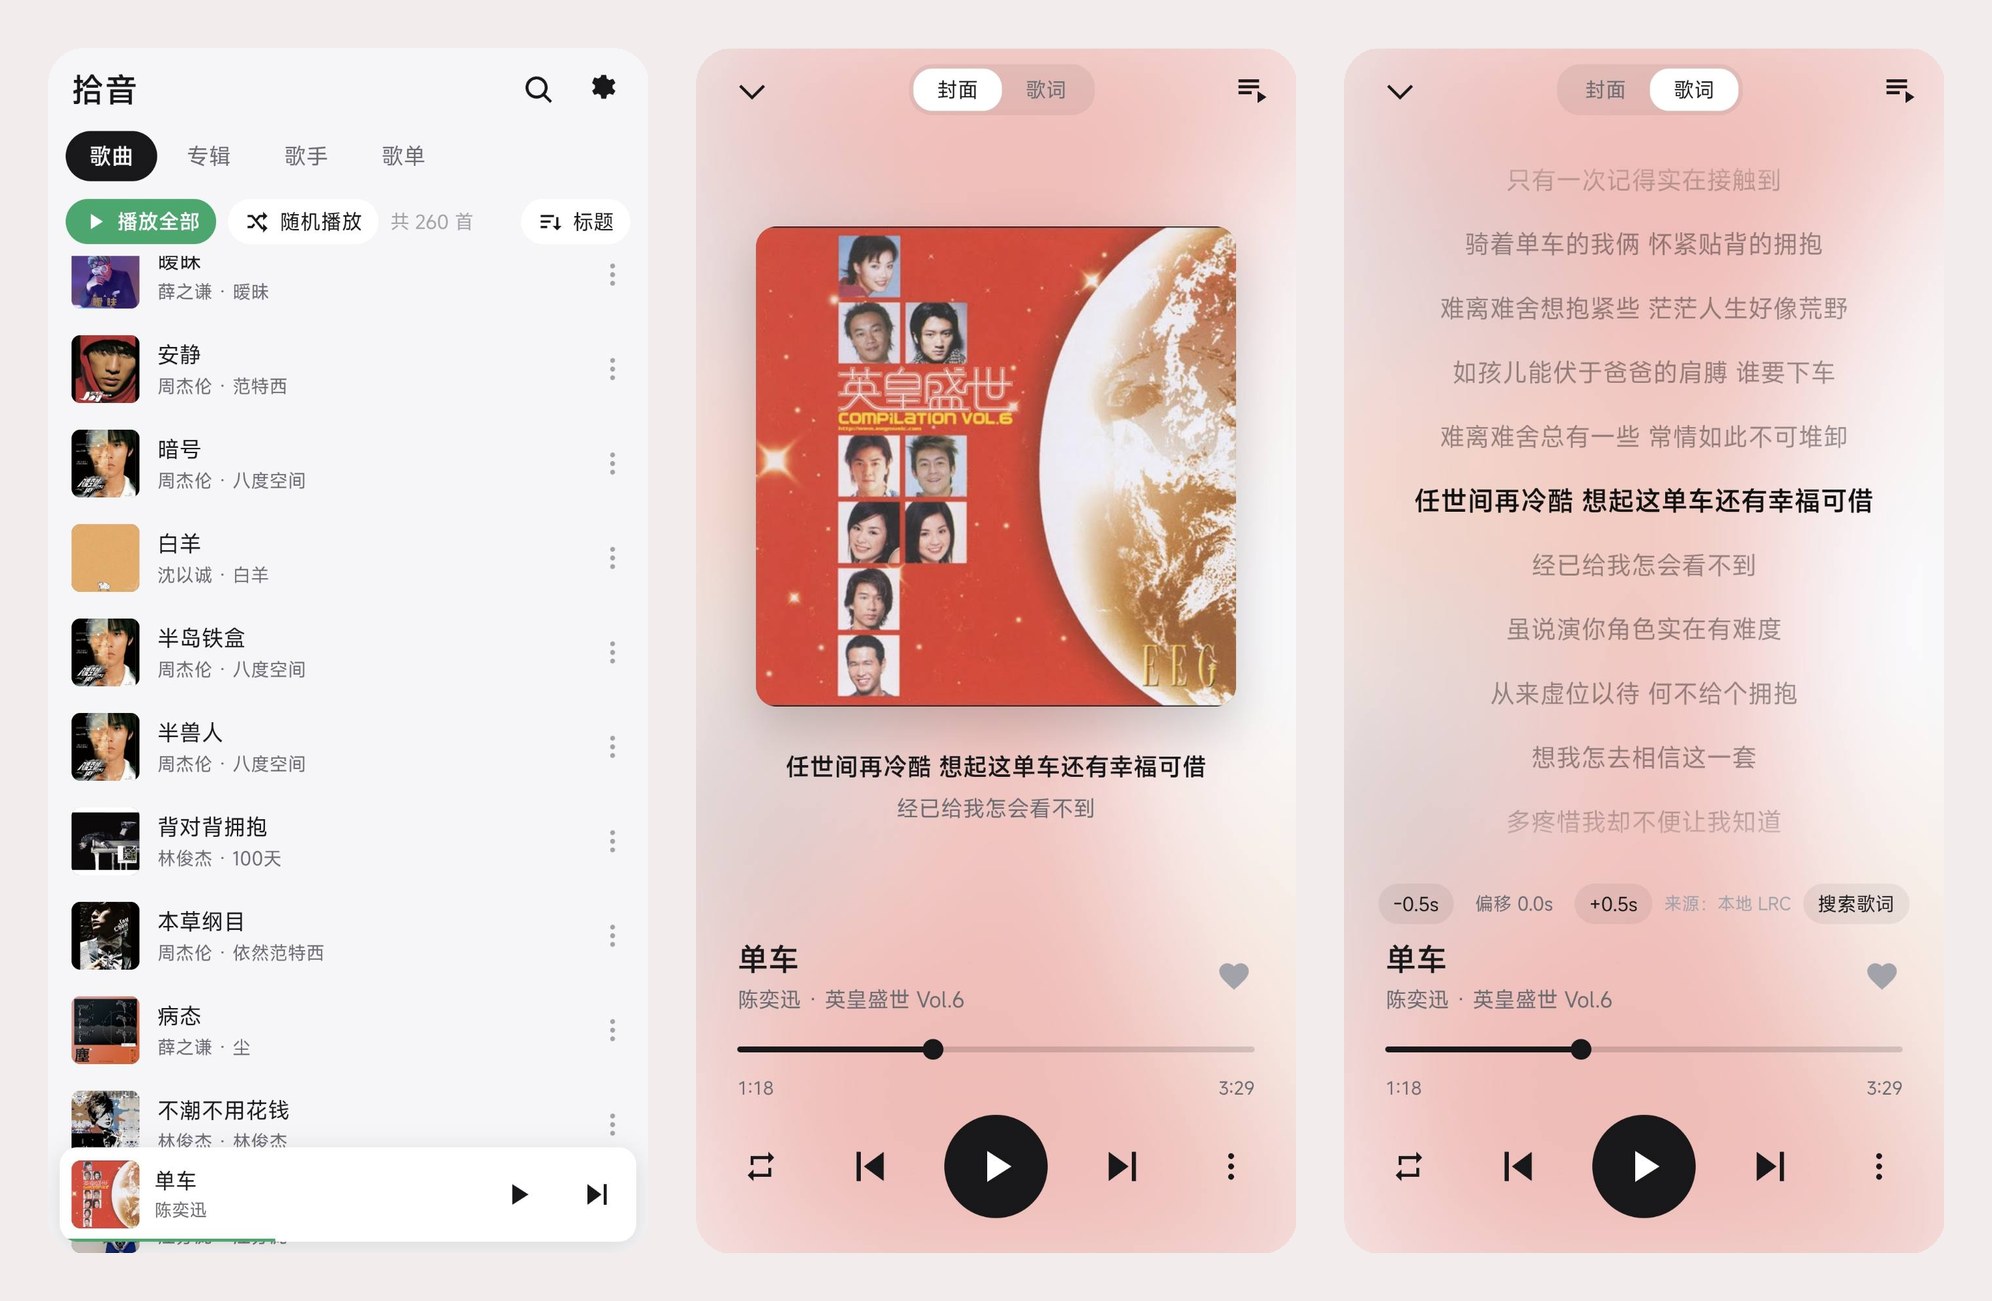 拾音
歌曲 专辑 歌手 歌单
播放全部 随机播放 共 260 首 标题
暧昧
薛之谦 · 暧昧
安静
周杰伦 · 范特西
暗号
周杰伦 · 八度空间
白羊
沈以诚 · 白羊
半岛铁盒
周杰伦 · 八度空间
半兽人
周杰伦 · 八度空间
背对背拥抱
林俊杰 · 100天
本草纲目
周杰伦 · 依然范特西
病态
薛之谦 · 尘
不潮不用花钱
林俊杰 · 林俊杰
单车
陈奕迅
封面 歌词
英皇盛世
COMPILATION VOL.6
EEG
任世间再冷酷 想起这单车还有幸福可借
经已给我怎会看不到
单车
陈奕迅 · 英皇盛世 Vol.6
1:18 3:29
封面 歌词
只有一次记得实在接触到
骑着单车的我俩 怀紧贴背的拥抱
难离难舍想抱紧些 茫茫人生好像荒野
如孩儿能伏于爸爸的肩膊 谁要下车
难离难舍总有一些 常情如此不可堆卸
任世间再冷酷 想起这单车还有幸福可借
经已给我怎会看不到
虽说演你角色实在有难度
从来虚位以待 何不给个拥抱
想我怎去相信这一套
多疼惜我却不便让我知道
-0.5s 偏移 0.0s +0.5s 来源：本地 LRC 搜索歌词
单车
陈奕迅 · 英皇盛世 Vol.6
1:18 3:29